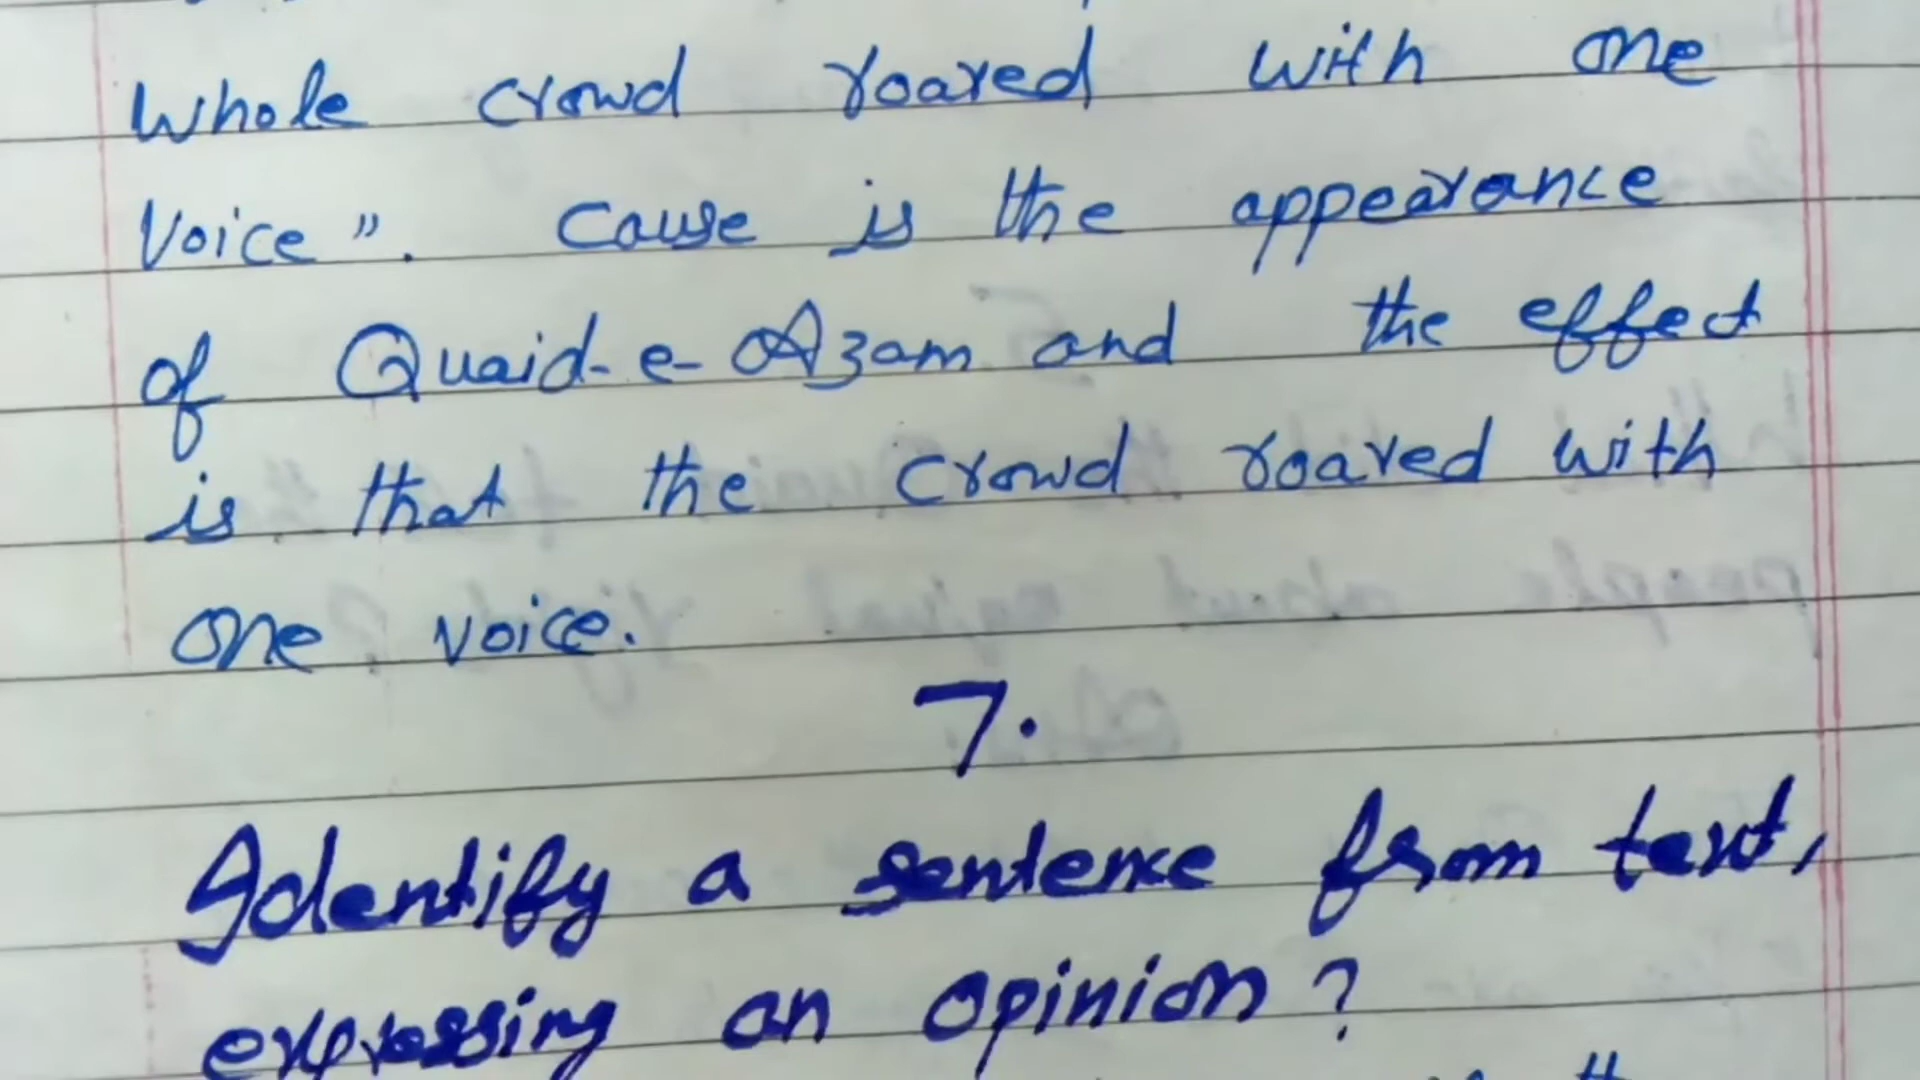 Whole crowd roared with one
Voice". Cause is the appearance
of Quaid-e-Azam and the effect
is that the crowd roared with
one voice.
7.
Identify a sentence from text,
expressing an opinion?